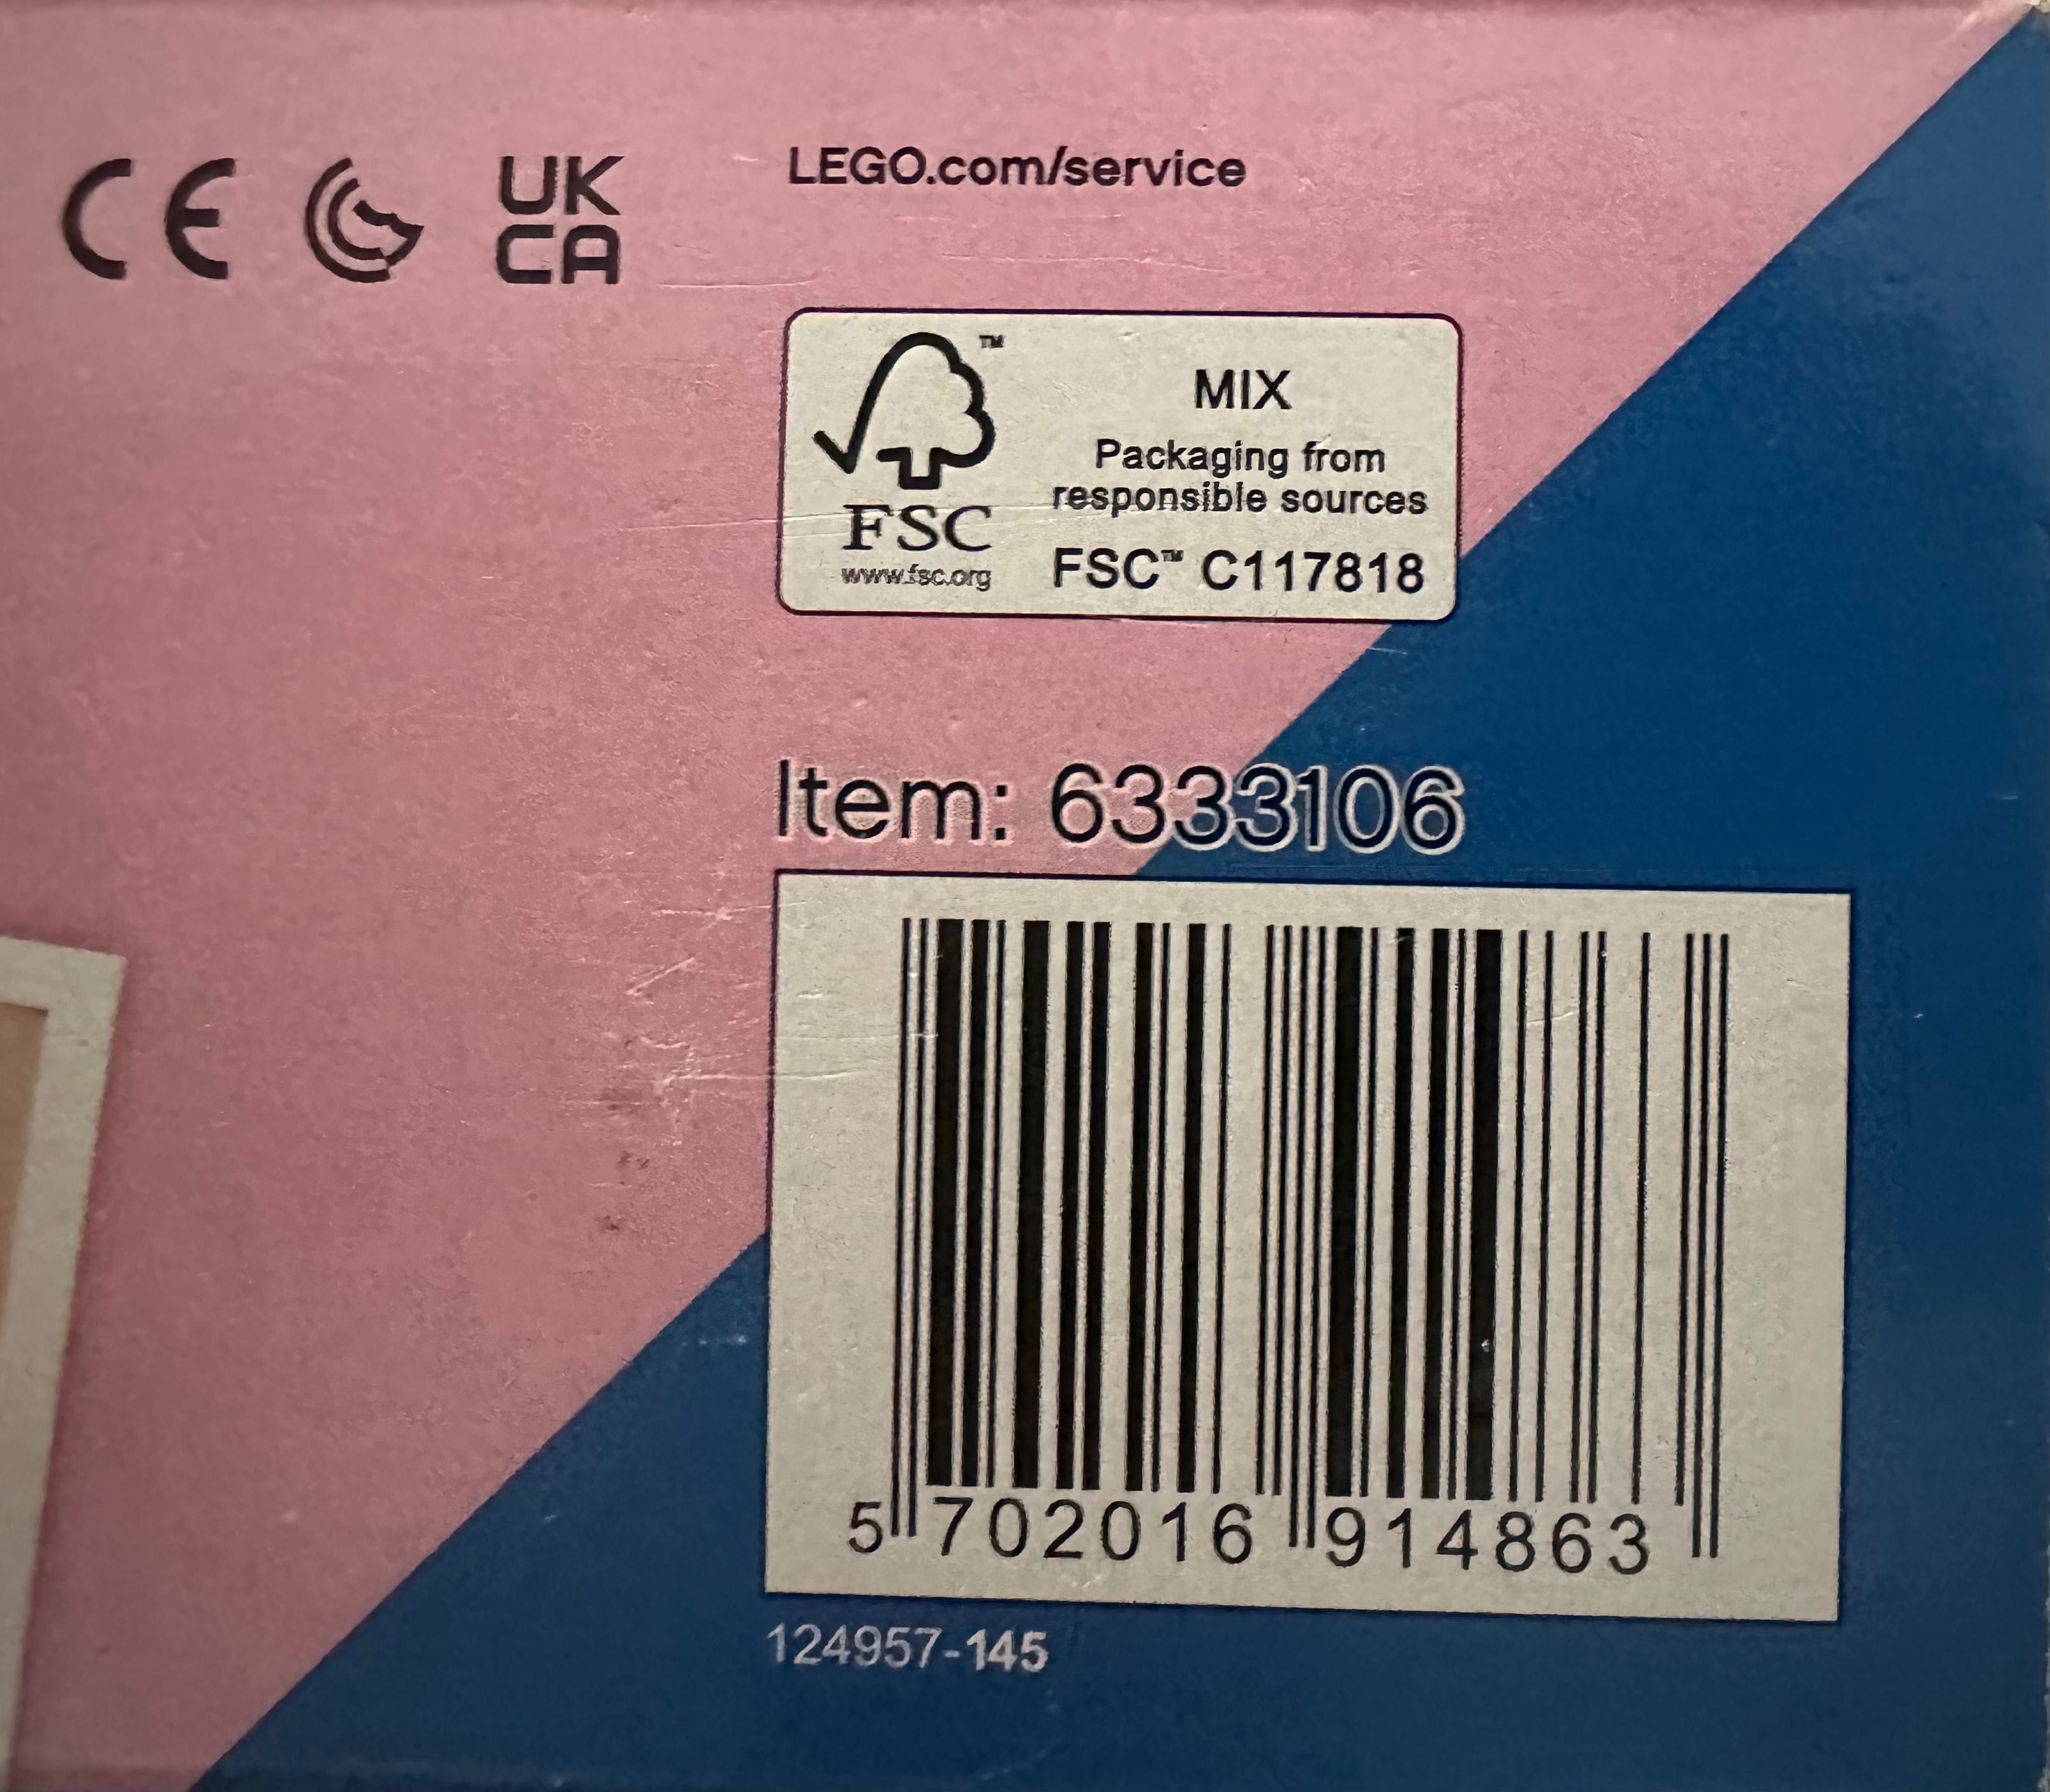 CE
UK
CA
LEGO.com/service
™
MIX
Packaging from
responsible sources
FSC
www.fsc.org
FSC™ C117818
Item: 6333106
5 702016 914863
124957-145